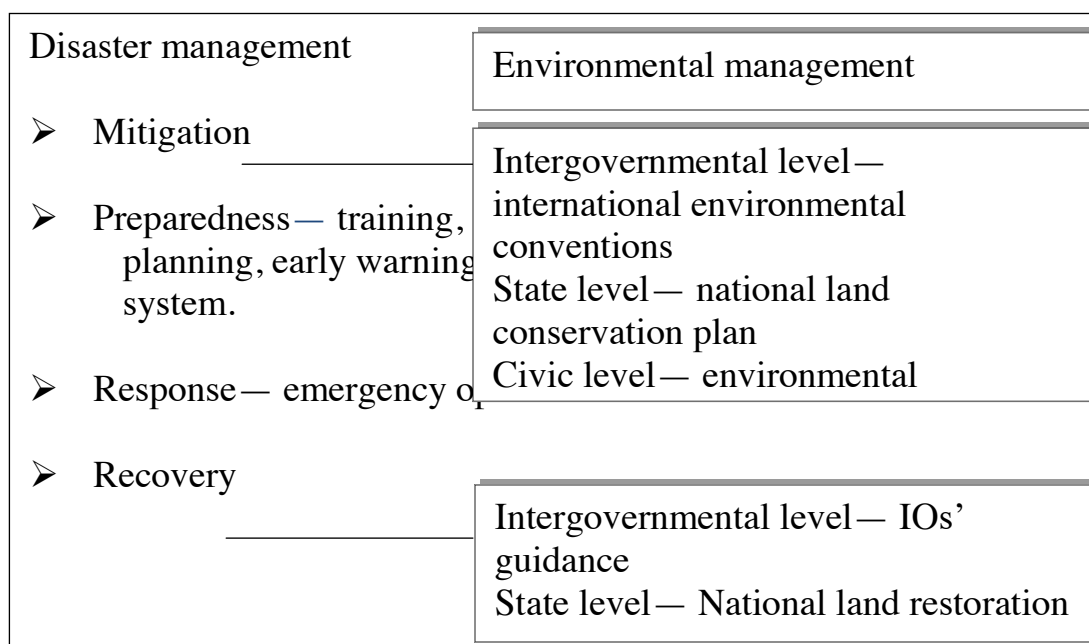 Disaster management
➢ Mitigation
➢ Preparedness— training,
planning, early warning
system.
➢ Response— emergency
➢ Recovery
Environmental management
Intergovernmental level—
international environmental
conventions
State level— national land
conservation plan
Civic level— environmental
Intergovernmental level— IOs’
guidance
State level— National land restoration